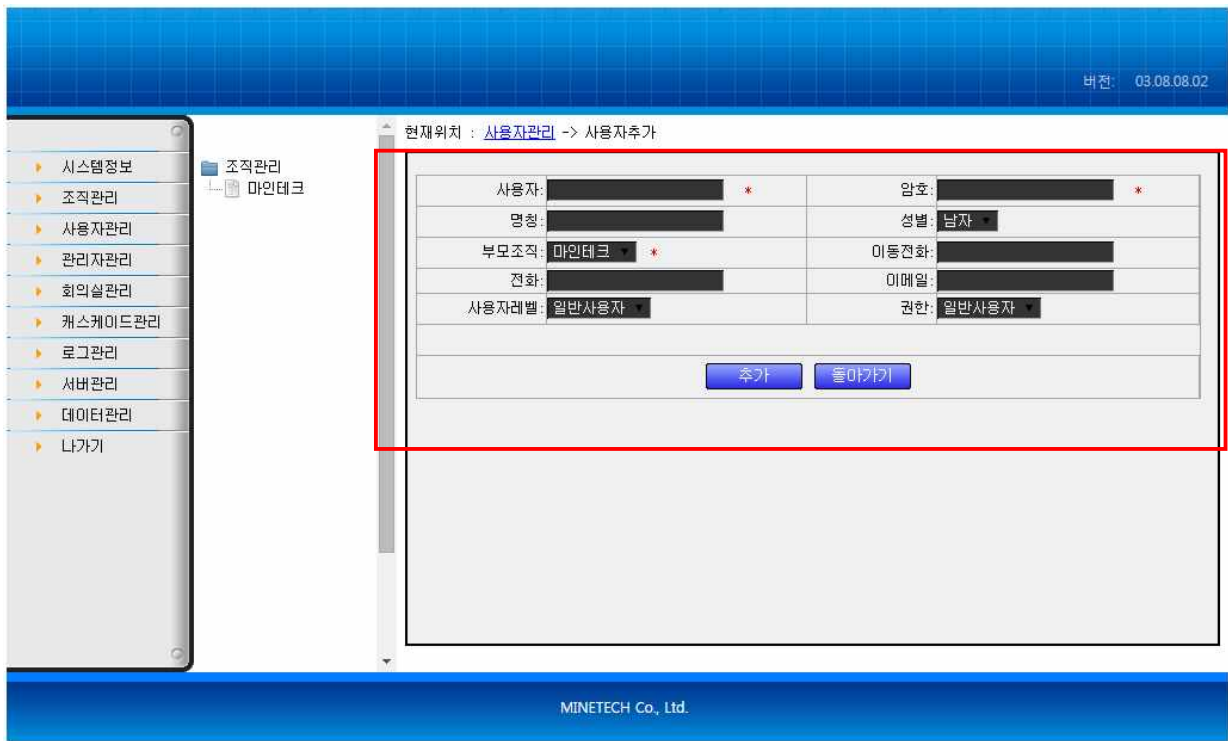 버전: 03.08.08.02
현재위치 : 사용자관리 -> 사용자추가
시스템정보
조직관리
사용자관리
관리자관리
회의실관리
캐스케이드관리
로그관리
서버관리
데이터관리
나가기
조직관리
마인테크
사용자: * 암호: *
명칭: 성별: 남자
부모조직: 마인테크 * 이동전화:
전화: 이메일:
사용자레벨: 일반사용자 권한: 일반사용자
추가 돌아가기
MINETECH Co., Ltd.